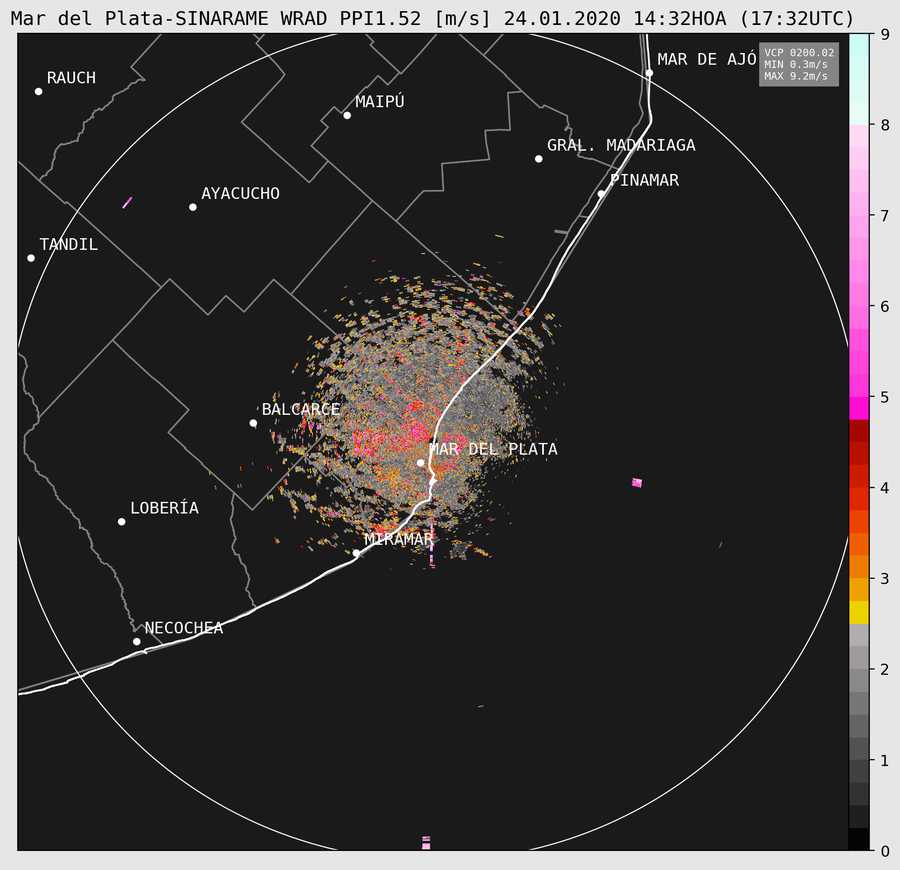 Mar del Plata-SINARAME WRAD PPI1.52 [m/s] 24.01.2020 14:32HOA (17:32UTC)
VCP 0200.02
MIN 0.3m/s
MAX 9.2m/s
MAR DE AJÓ
RAUCH
MAIPÚ
GRAL. MADARIAGA
PINAMAR
AYACUCHO
TANDIL
BALCARCE
MAR DEL PLATA
LOBERÍA
MIRAMAR
NECOCHEA
9
8
7
6
5
4
3
2
1
0